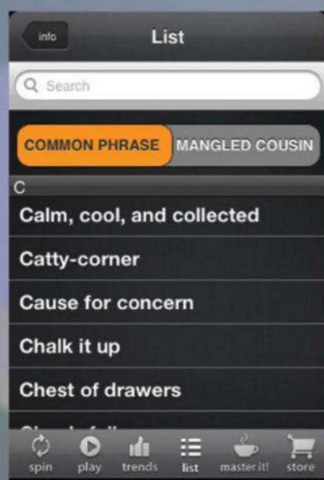 info
List
Search
COMMON PHRASE
MANGLED COUSIN
C
Calm, cool, and collected
Catty-corner
Cause for concern
Chalk it up
Chest of drawers
spin play trends list master it! store